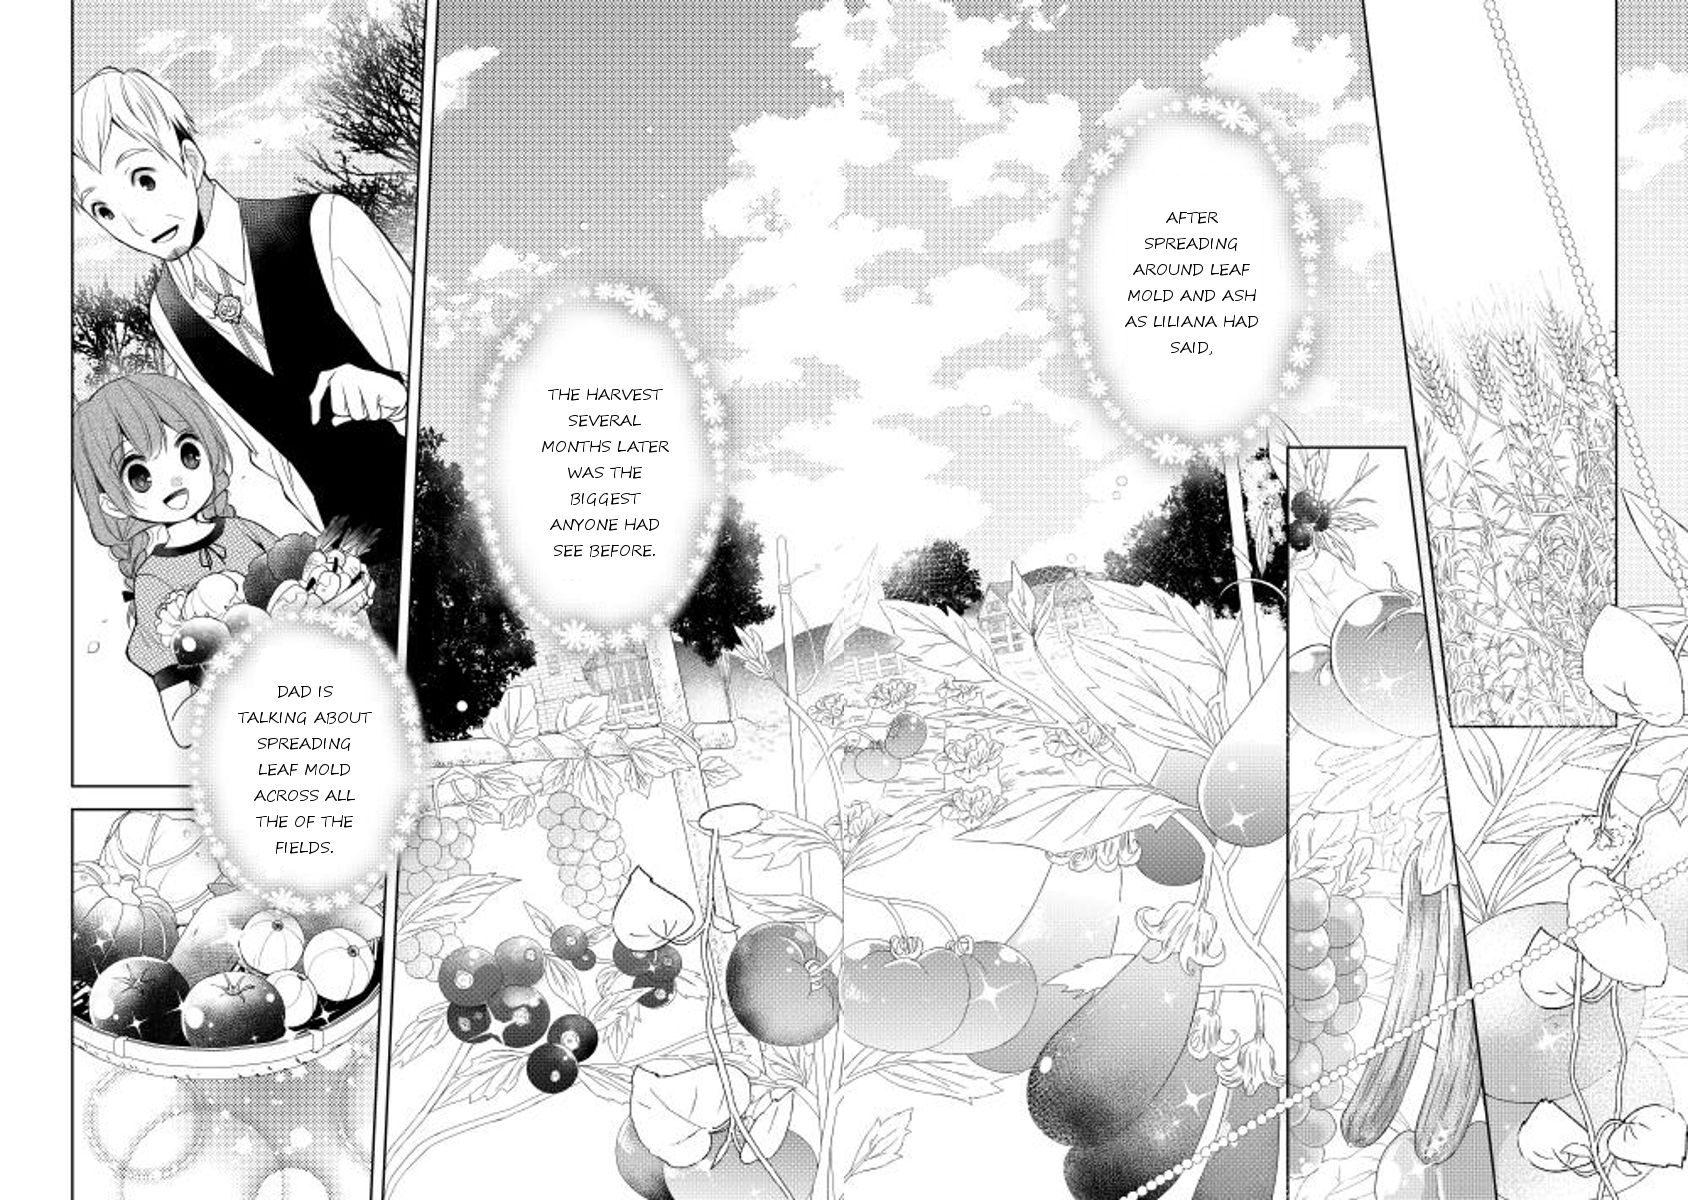 AFTER
SPREADING
AROUND LEAF
MOLD AND ASH
AS LILIANA HAD
SAID,
THE HARVEST
SEVERAL
MONTHS LATER
WAS THE
BIGGEST
ANYONE HAD
SEE BEFORE.
DAD IS
TALKING ABOUT
SPREADING
LEAF MOLD
ACROSS ALL
THE OF THE
FIELDS.